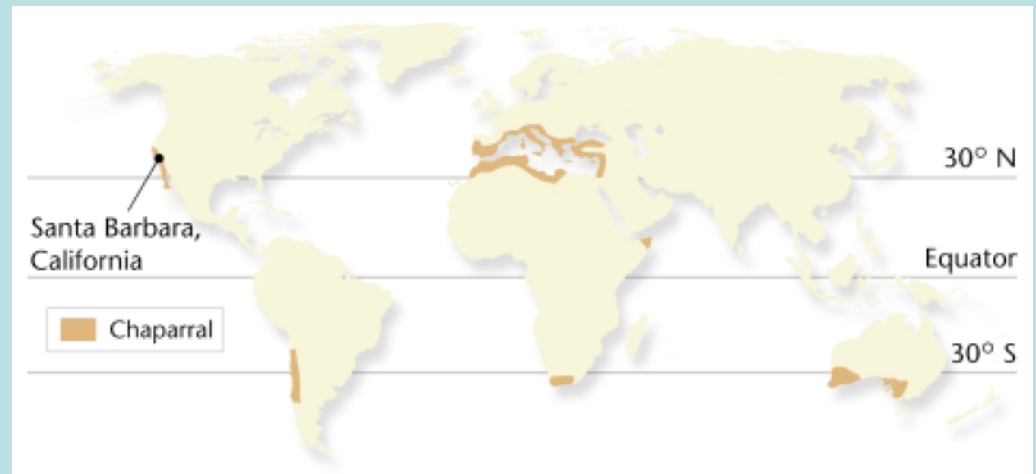 30° N
Santa Barbara,
California
Equator
Chaparral
30° S